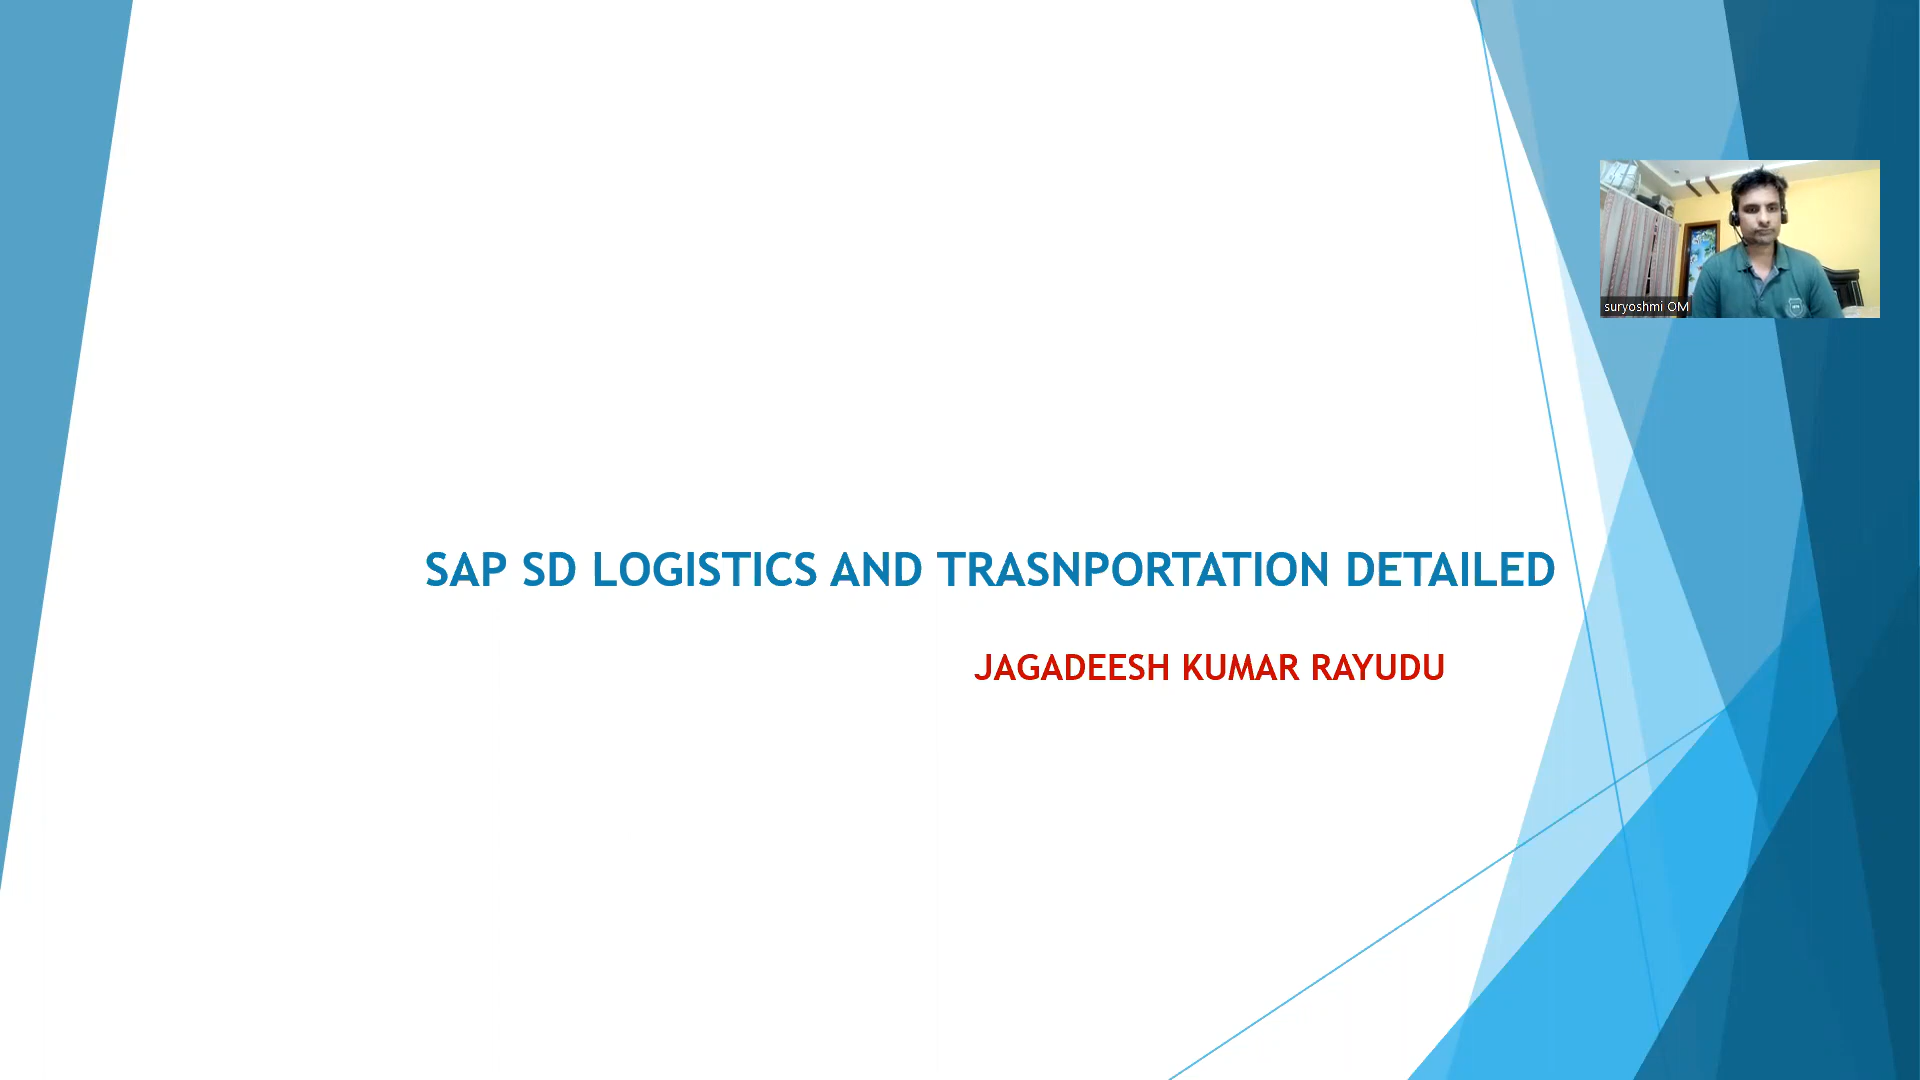 suryoshmi OM
SAP SD LOGISTICS AND TRASNPORTATION DETAILED
JAGADEESH KUMAR RAYUDU